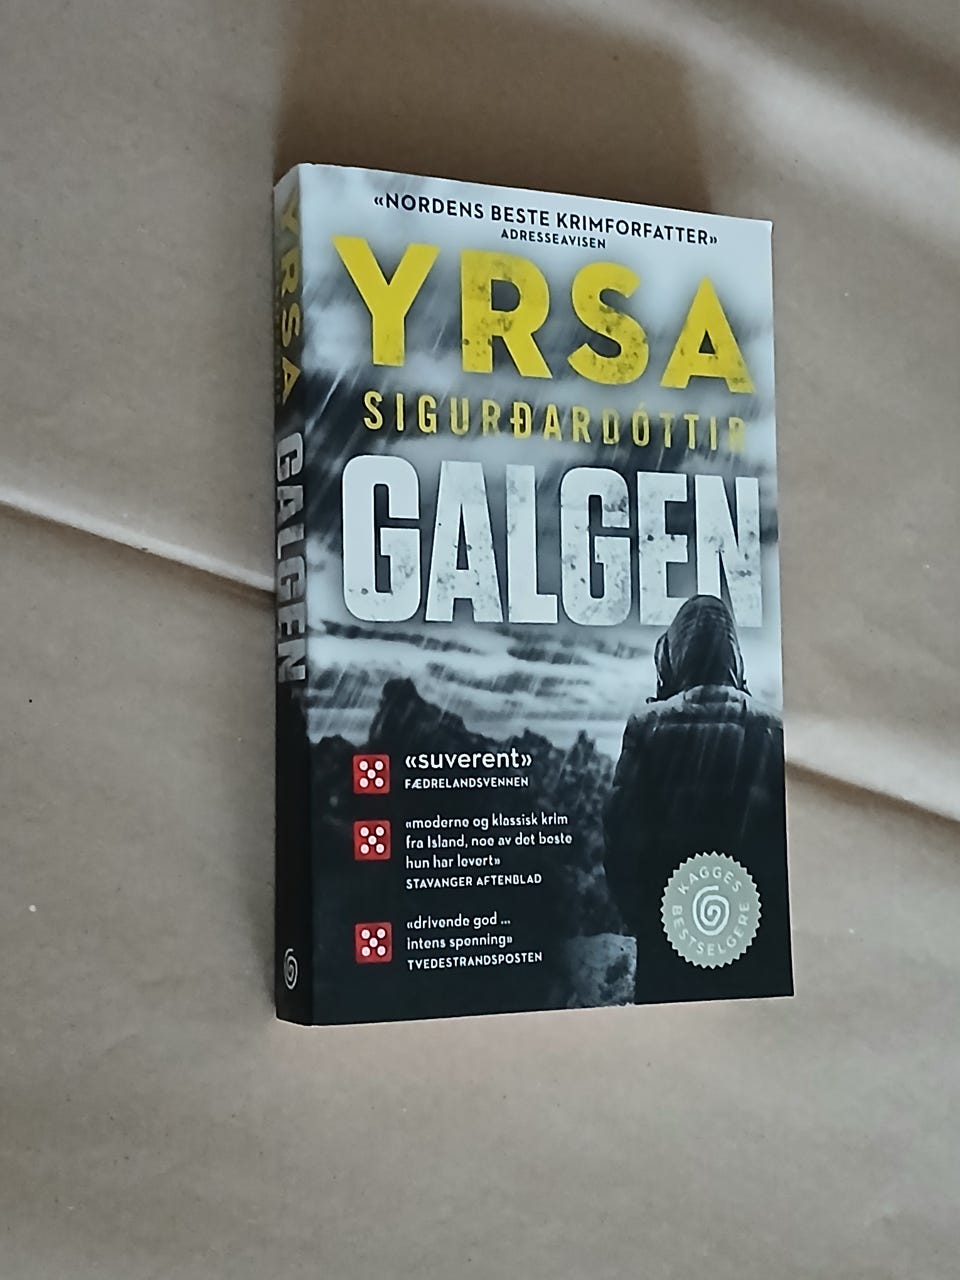 «NORDENS BESTE KRIMFORFATTER»
ADRESSEAVISEN
YRSA
SIGURÐARDÓTTIR
GALGEN
«suverent»
FÆDRELANDSVENNEN
«moderne og klassisk krim
fra Island, noe av det beste
hun har levert»
STAVANGER AFTENBLAD
«drivende god ...
intens spenning»
TVEDESTRANDSPOSTEN
KAGGES
BESTSELGERE
YRSA
GALGEN